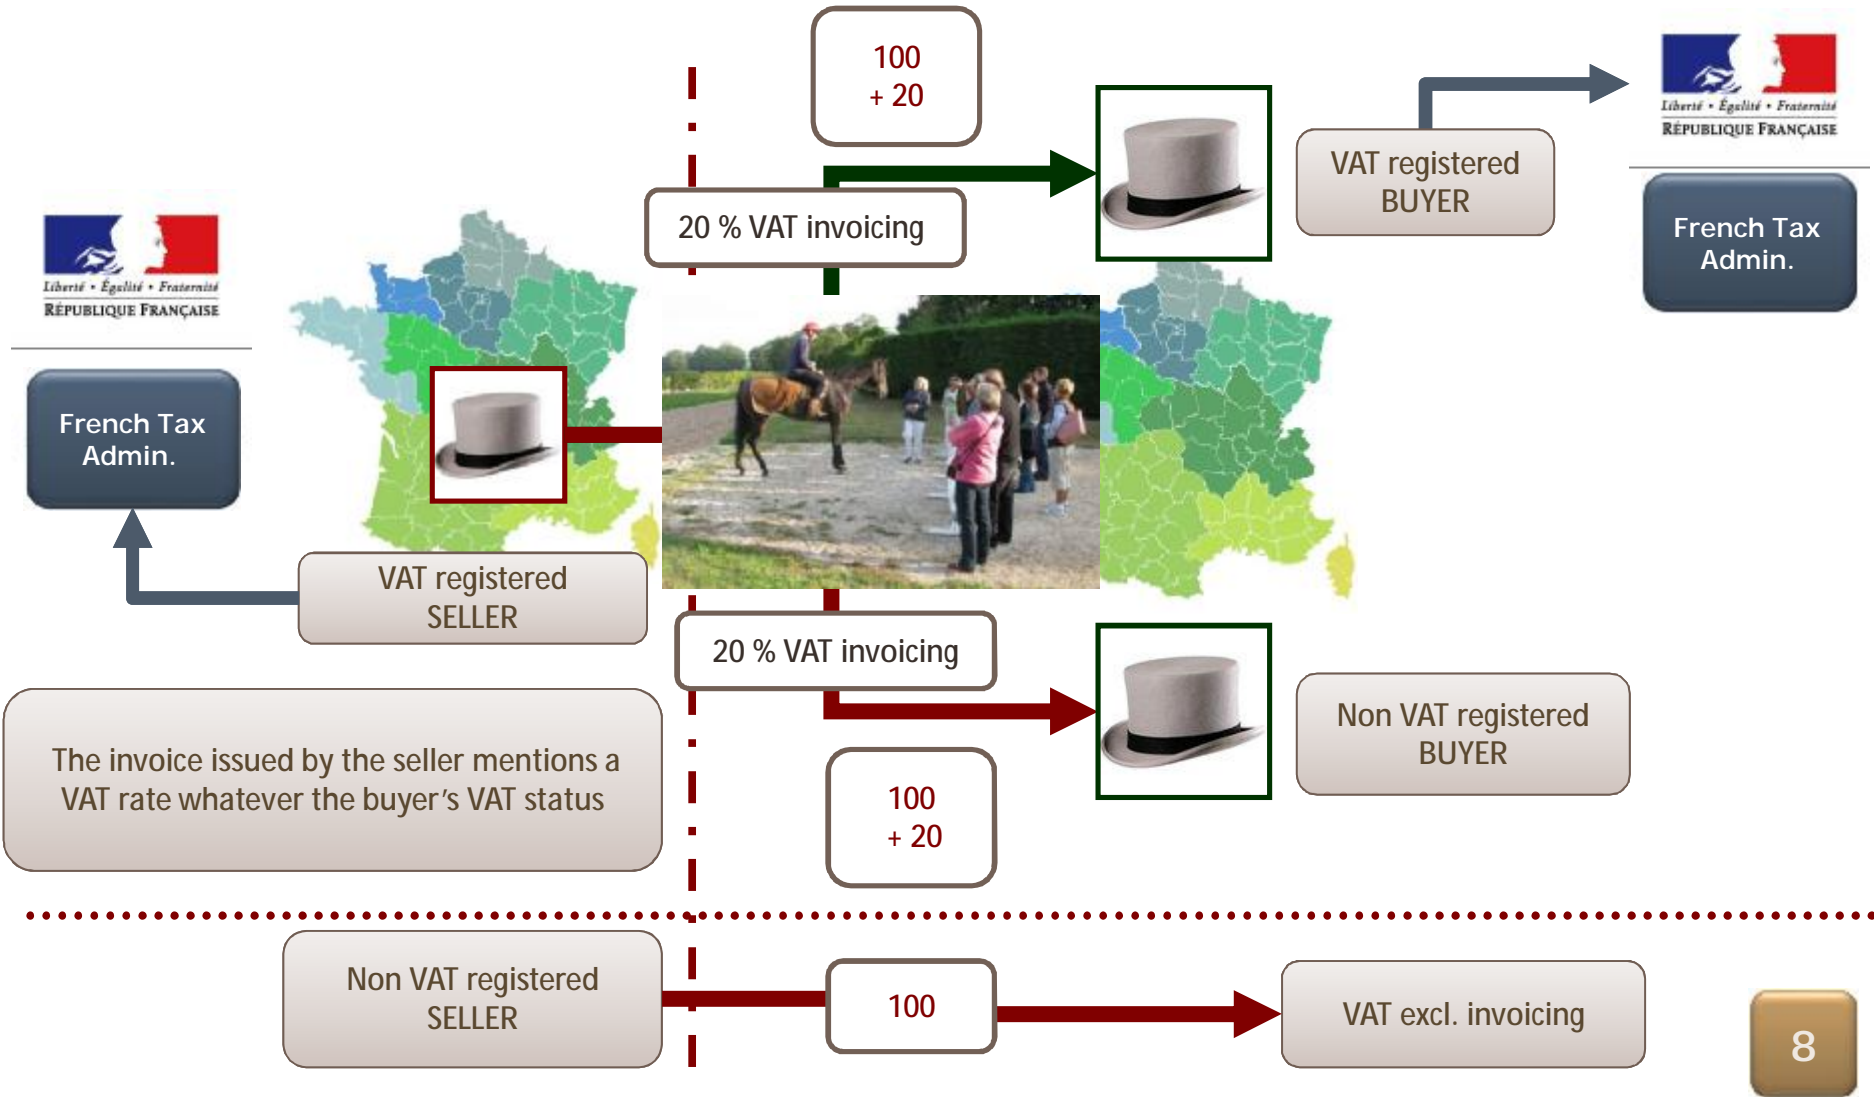 100
+ 20
Liberté • Égalité • Fraternité
RÉPUBLIQUE FRANÇAISE
VAT registered
BUYER
20 % VAT invoicing
French Tax
Admin.
Liberté • Égalité • Fraternité
RÉPUBLIQUE FRANÇAISE
French Tax
Admin.
VAT registered
SELLER
20 % VAT invoicing
Non VAT registered
BUYER
The invoice issued by the seller mentions a
VAT rate whatever the buyer’s VAT status
100
+ 20
Non VAT registered
SELLER
100
VAT excl. invoicing
8